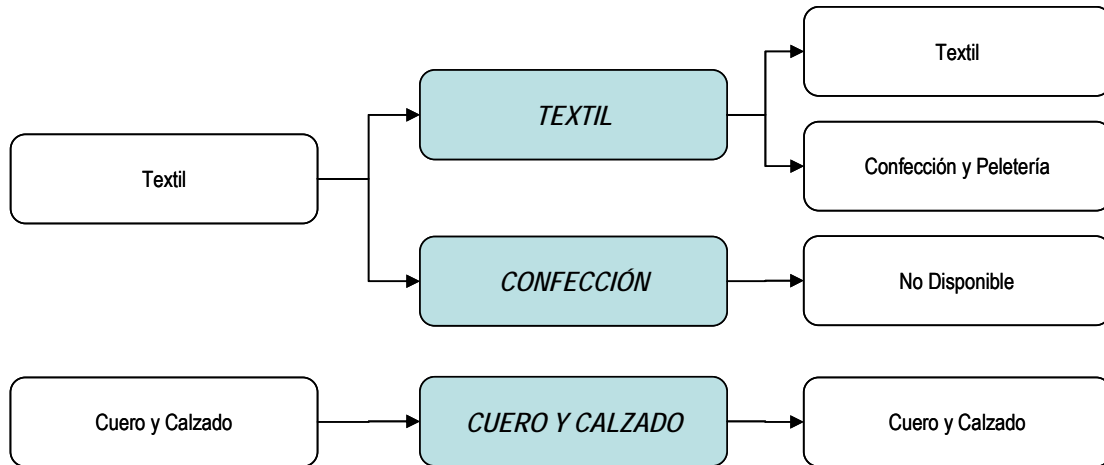 Textil
TEXTIL
Textil
Confección y Peletería
CONFECCIÓN
No Disponible
Cuero y Calzado
CUERO Y CALZADO
Cuero y Calzado